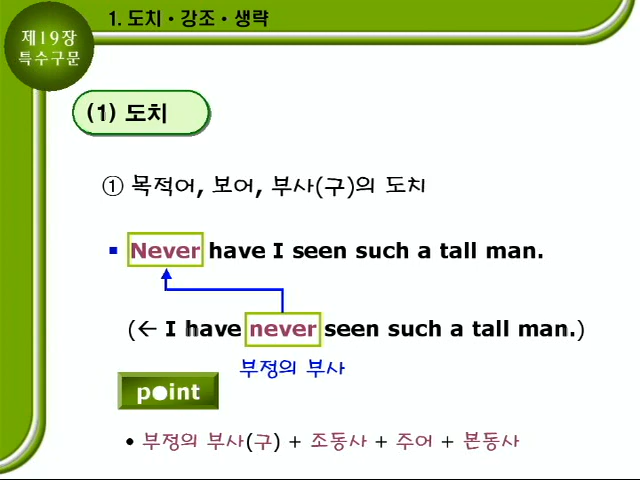 1. 도치 • 강조 • 생략
제19장
특수구문
(1) 도치
① 목적어, 보어, 부사(구)의 도치
▪ Never have I seen such a tall man.
(← I have never seen such a tall man.)
부정의 부사
point
• 부정의 부사(구) + 조동사 + 주어 + 본동사